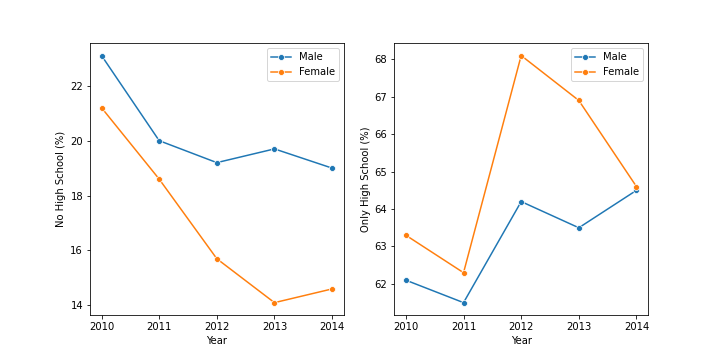 No High School (%)
22
20
18
16
14
Male
Female
2010 2011 2012 2013 2014
Year
Only High School (%)
68
67
66
65
64
63
62
Male
Female
2010 2011 2012 2013 2014
Year